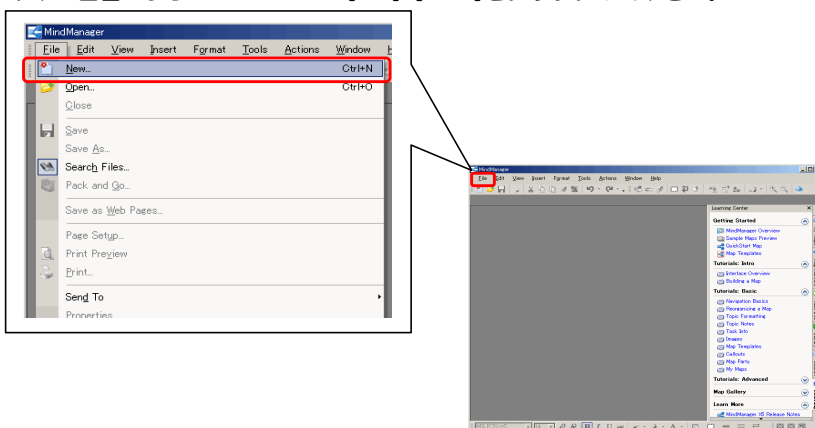 MindManager
File Edit View Insert Format Tools Actions Window
New... Ctrl+N
Open... Ctrl+O
Close
Save
Save As...
Search Files...
Pack and Go...
Save as Web Pages...
Page Setup...
Print Preview
Print...
Send To
Properties
MindManager
File Edit View Insert Format Tools Actions Window Help
Learning Center
Getting Started
MindManager Overview
Sample Maps Preview
QuickStart Map
Map Templates
Tutorials: Intro
Interface Overview
Building a Map
Tutorials: Basic
Navigation Basics
Reorganizing a Map
Topic Formatting
Topic Notes
Task Info
Images
Map Templates
Callouts
Map Parts
My Maps
Tutorials: Advanced
Map Gallery
Learn More
MindManager X5 Release Notes